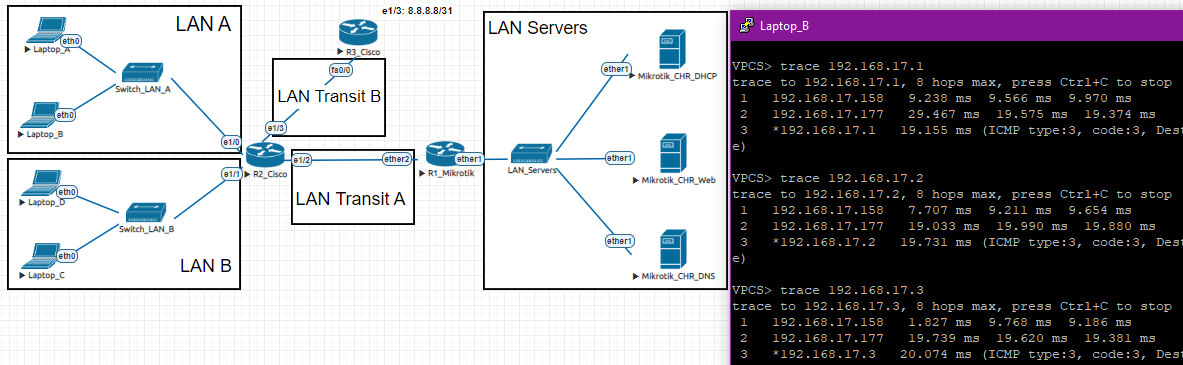 LAN A
Laptop_A
eth0
Switch_LAN_A
eth0
Laptop_B
e1/0
e1/3: 8.8.8.8/31
R3_Cisco
fa0/0
LAN Transit B
e1/3
R2_Cisco
e1/2
ether2
R1_Mikrotik
ether1
LAN Transit A
e1/1
Laptop_D
eth0
Switch_LAN_B
eth0
Laptop_C
LAN B
LAN Servers
ether1
Mikrotik_CHR_DHCP
LAN_Servers
ether1
Mikrotik_CHR_Web
ether1
Mikrotik_CHR_DNS
Laptop_B
VPCS> trace 192.168.17.1
trace to 192.168.17.1, 8 hops max, press Ctrl+C to stop
1 192.168.17.158 9.238 ms 9.566 ms 9.970 ms
2 192.168.17.177 29.467 ms 19.575 ms 19.374 ms
3 *192.168.17.1 19.155 ms (ICMP type:3, code:3, Dest
e)
VPCS> trace 192.168.17.2
trace to 192.168.17.2, 8 hops max, press Ctrl+C to stop
1 192.168.17.158 7.707 ms 9.211 ms 9.654 ms
2 192.168.17.177 19.033 ms 19.990 ms 19.880 ms
3 *192.168.17.2 19.731 ms (ICMP type:3, code:3, Dest
e)
VPCS> trace 192.168.17.3
trace to 192.168.17.3, 8 hops max, press Ctrl+C to stop
1 192.168.17.158 1.827 ms 9.768 ms 9.186 ms
2 192.168.17.177 19.739 ms 19.620 ms 19.381 ms
3 *192.168.17.3 20.074 ms (ICMP type:3, code:3, Dest